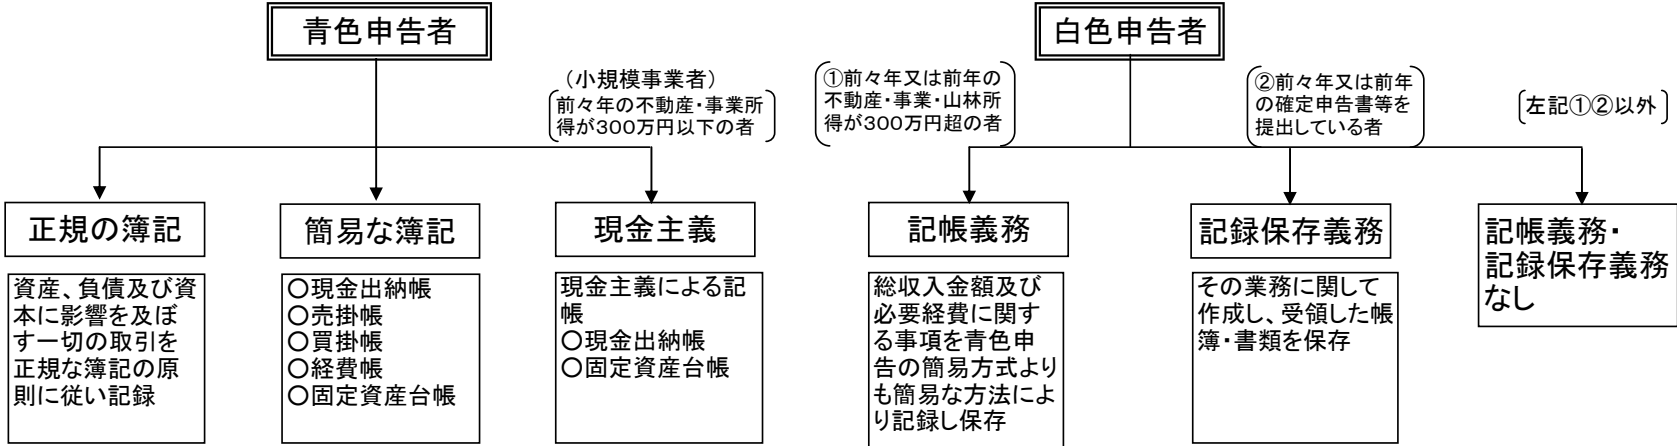 青色申告者
(小規模事業者)
前々年の不動産・事業所
得が300万円以下の者
正規の簿記
簡易な簿記
現金主義
資産、負債及び資
本に影響を及ぼ
す一切の取引を
正規な簿記の原
則に従い記録
○現金出納帳
○売掛帳
○買掛帳
○経費帳
○固定資産台帳
現金主義による記
帳
○現金出納帳
○固定資産台帳
白色申告者
①前々年又は前年の
不動産・事業・山林所
得が300万円超の者
②前々年又は前年
の確定申告書等を
提出している者
左記①②以外
記帳義務
記録保存義務
記帳義務・
記録保存義務
なし
総収入金額及び
必要経費に関す
る事項を青色申
告の簡易方式より
も簡易な方法によ
り記録し保存
その業務に関して
作成し、受領した帳
簿・書類を保存